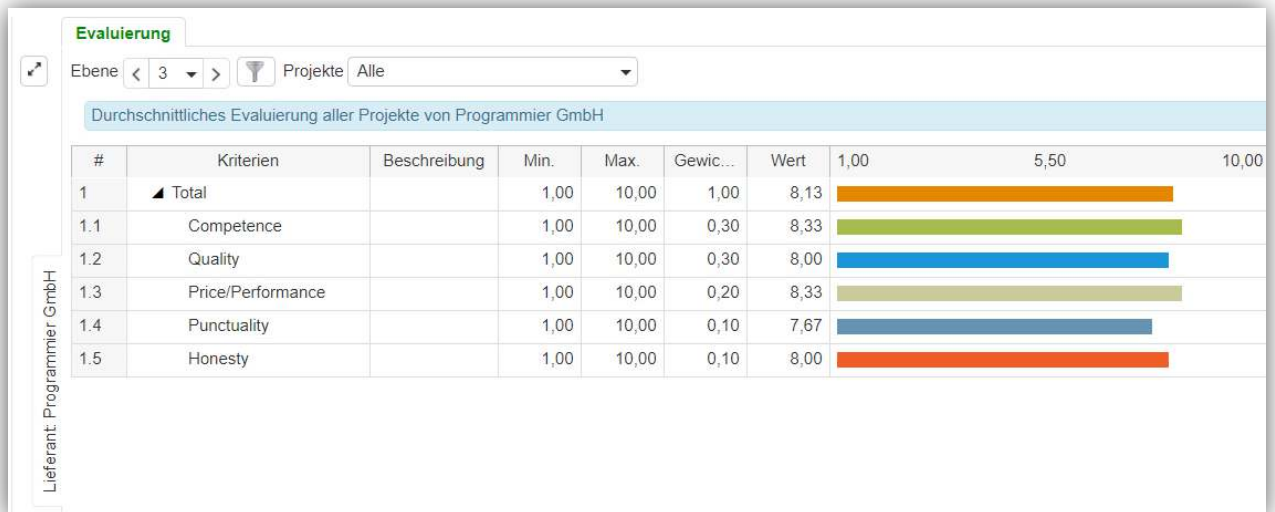 Evaluierung
Ebene 3 Projekte Alle
Durchschnittliches Evaluierung aller Projekte von Programmier GmbH
# Kriterien Beschreibung Min. Max. Gewic... Wert 1,00 5,50 10,00
1 Total 1,00 10,00 1,00 8,13
1.1 Competence 1,00 10,00 0,30 8,33
1.2 Quality 1,00 10,00 0,30 8,00
1.3 Price/Performance 1,00 10,00 0,20 8,33
1.4 Punctuality 1,00 10,00 0,10 7,67
1.5 Honesty 1,00 10,00 0,10 8,00
Lieferant: Programmier GmbH